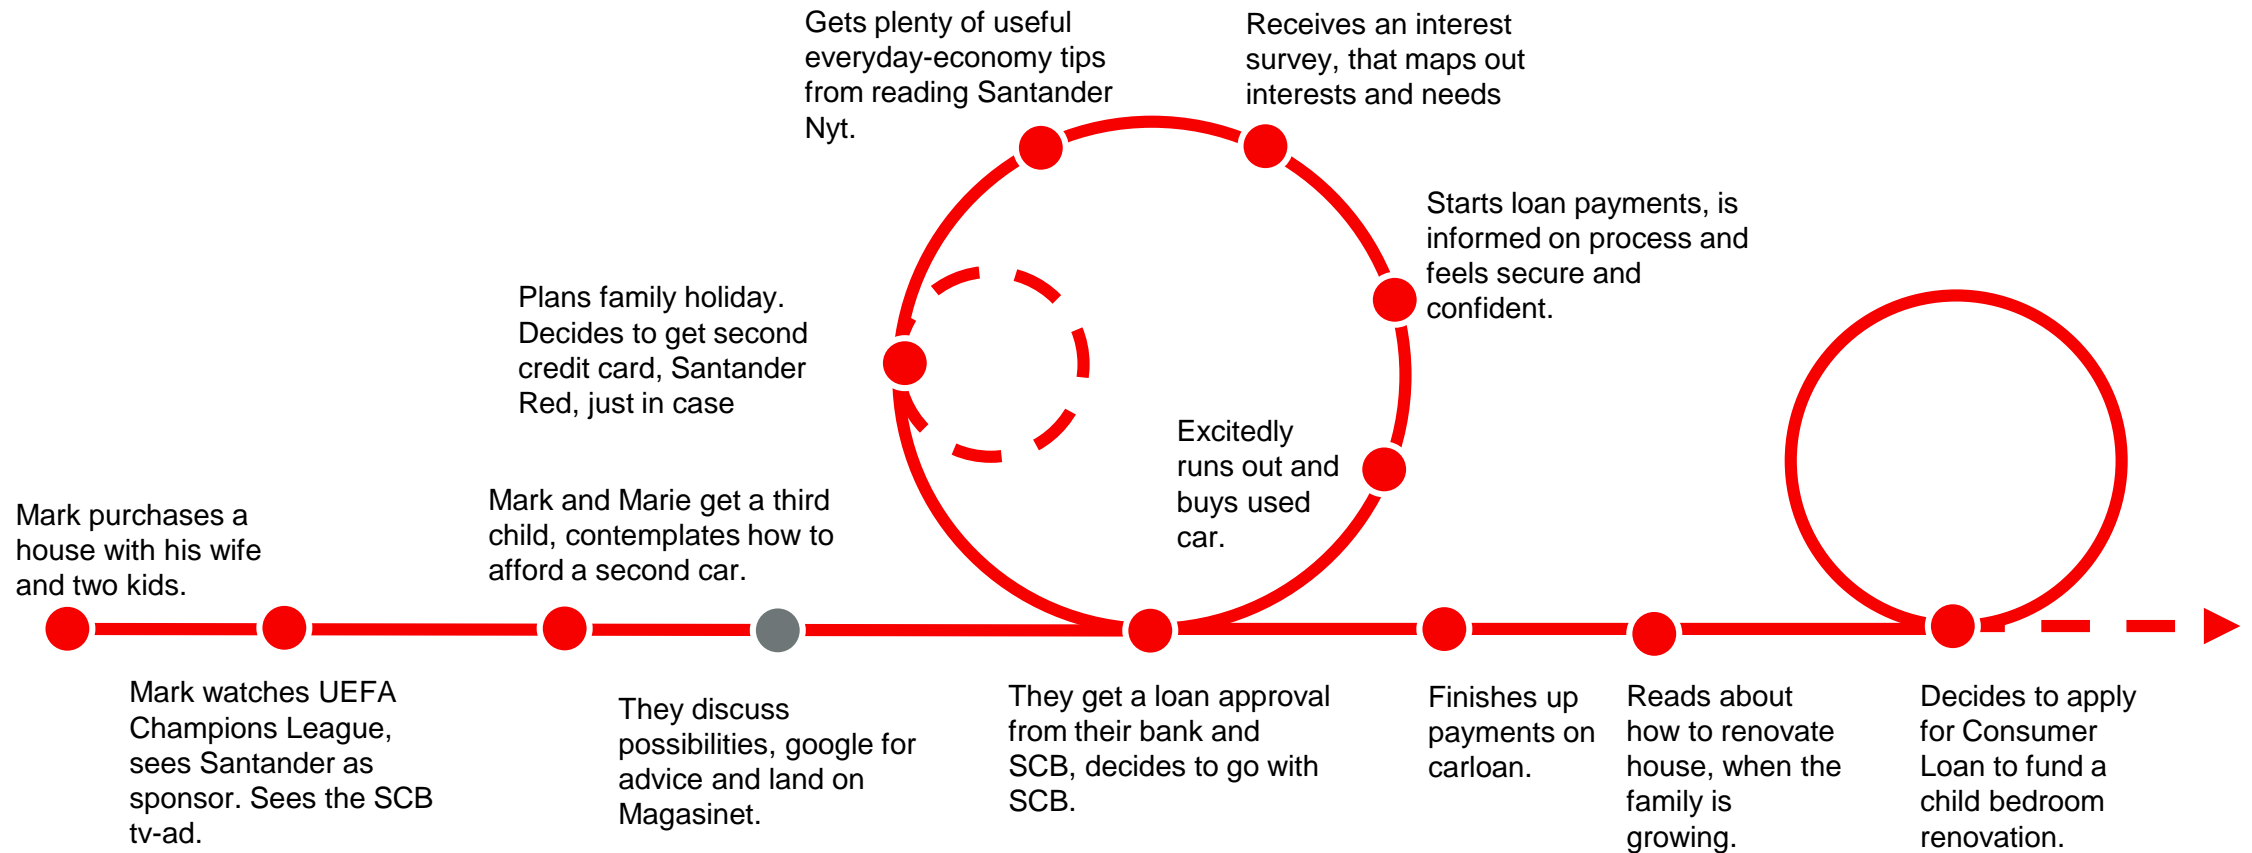 Gets plenty of useful
everyday-economy tips
from reading Santander
Nyt.
Receives an interest
survey, that maps out
interests and needs
Starts loan payments, is
informed on process and
feels secure and
confident.
Plans family holiday.
Decides to get second
credit card, Santander
Red, just in case
Excitedly
runs out and
buys used
car.
Mark purchases a
house with his wife
and two kids.
Mark and Marie get a third
child, contemplates how to
afford a second car.
Mark watches UEFA
Champions League,
sees Santander as
sponsor. Sees the SCB
tv-ad.
They discuss
possibilities, google for
advice and land on
Magasinet.
They get a loan approval
from their bank and
SCB, decides to go with
SCB.
Finishes up
payments on
carloan.
Reads about
how to renovate
house, when the
family is
growing.
Decides to apply
for Consumer
Loan to fund a
child bedroom
renovation.